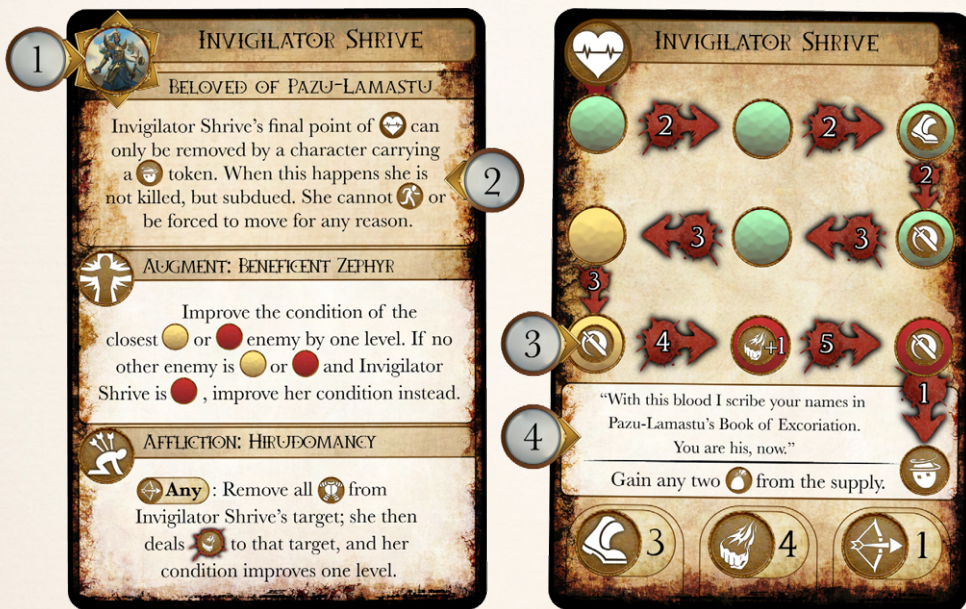 1
INVIGILATOR SHRIVE
BELOVED OF PAZU-LAMASTU
Invigilator Shrive's final point of can
only be removed by a character carrying
a token. When this happens she is
not killed, but subdued. She cannot or
be forced to move for any reason.
2
AUGMENT: BENEFICENT ZEPHYR
Improve the condition of the
closest or enemy by one level. If no
other enemy is or and Invigilator
Shrive is , improve her condition instead.
AFFLICTION: HIRUDOMANCY
Any : Remove all from
Invigilator Shrive's target; she then
deals to that target, and her
condition improves one level.
INVIGILATOR SHRIVE
2 2
2
3 3
3
3
4 +1 5
1
4
"With this blood I scribe your names in
Pazu-Lamastu's Book of Excoriation.
You are his, now."
Gain any two from the supply.
3 4 1